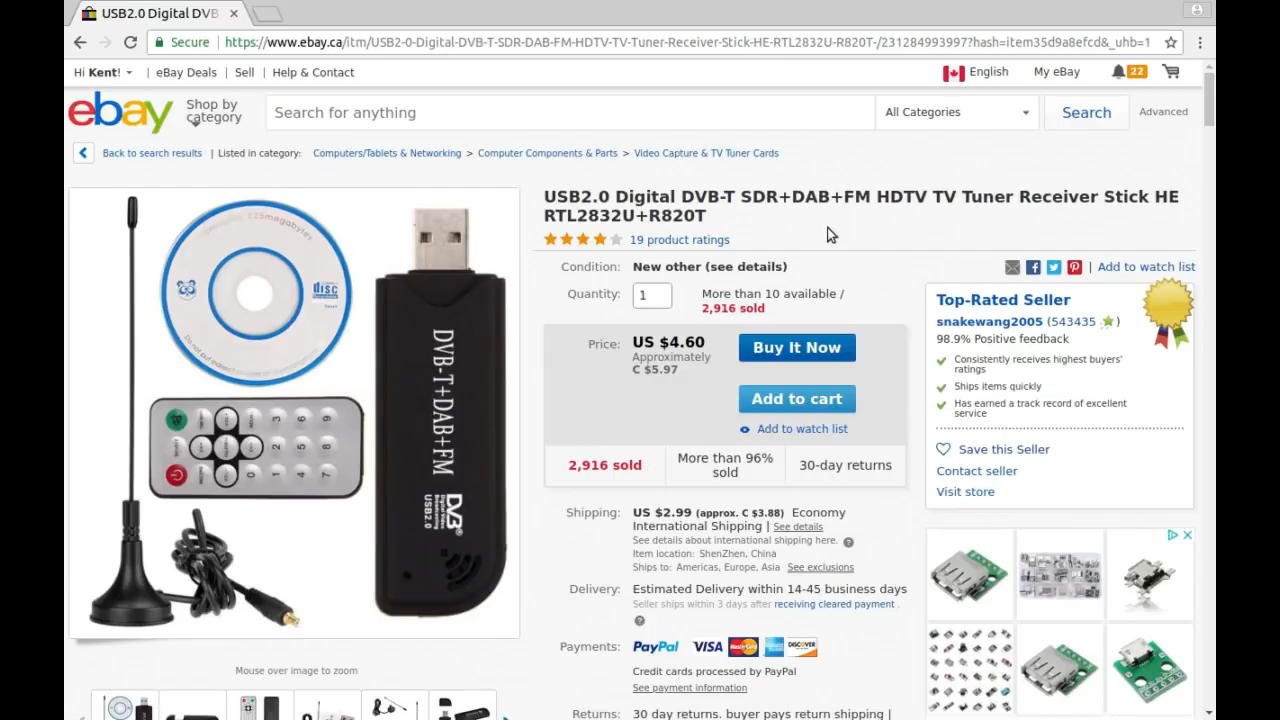 USB2.0 Digital DVB
Secure
https://www.ebay.ca/itm/USB2-0-Digital-DVB-T-SDR-DAB-FM-HDTV-TV-Tuner-Receiver-Stick-HE-RTL2832U-R820T-/231284993997?hash=item35d9a8efcd&_uhb=1
Hi Kent! | eBay Deals | Sell | Help & Contact
English My eBay 22
ebay
Shop by category
Search for anything
All Categories
Search
Advanced
Back to search results | Listed in category: Computers/Tablets & Networking > Computer Components & Parts > Video Capture & TV Tuner Cards
USB2.0 Digital DVB-T SDR+DAB+FM HDTV TV Tuner Receiver Stick HE
RTL2832U+R820T
19 product ratings
Condition: New other (see details)
Quantity: 1
More than 10 available /
2,916 sold
Price: US $4.60
Approximately
C $5.97
Buy It Now
Add to cart
Add to watch list
2,916 sold
More than 96%
sold
30-day returns
Shipping: US $2.99 (approx. C $3.88) Economy
International Shipping | See details
See details about international shipping here.
Item location: ShenZhen, China
Ships to: Americas, Europe, Asia See exclusions
Delivery: Estimated Delivery within 14-45 business days
Seller ships within 3 days after receiving cleared payment .
Payments: PayPal VISA MasterCard DISCOVER
Credit cards processed by PayPal
See payment information
Returns: 30 day returns. buyer pays return shipping |
| Add to watch list
Top-Rated Seller
snakewang2005 (543435 )
98.9% Positive feedback
Consistently receives highest buyers'
ratings
Ships items quickly
Has earned a track record of excellent
service
Save this Seller
Contact seller
Visit store
DVB-T+DAB+FM
DVB
Digital Video
Broadcasting
USB2.0
disc
Mouse over image to zoom